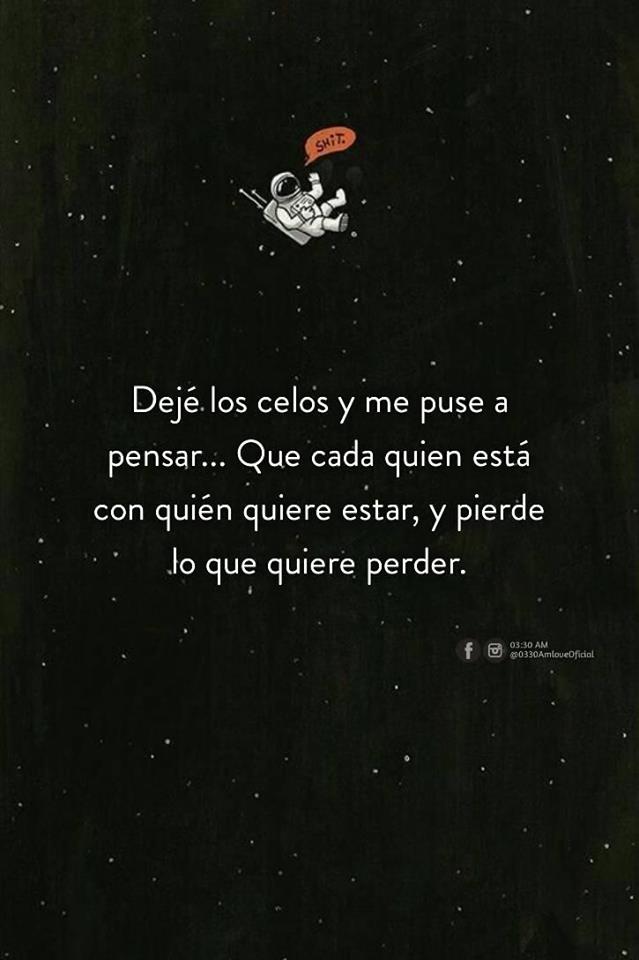 SHiT.
Dejé los celos y me puse a
pensar... Que cada quien está
con quién quiere estar, y pierde
lo que quiere perder.
03:30 AM
@0330AmloveOficial